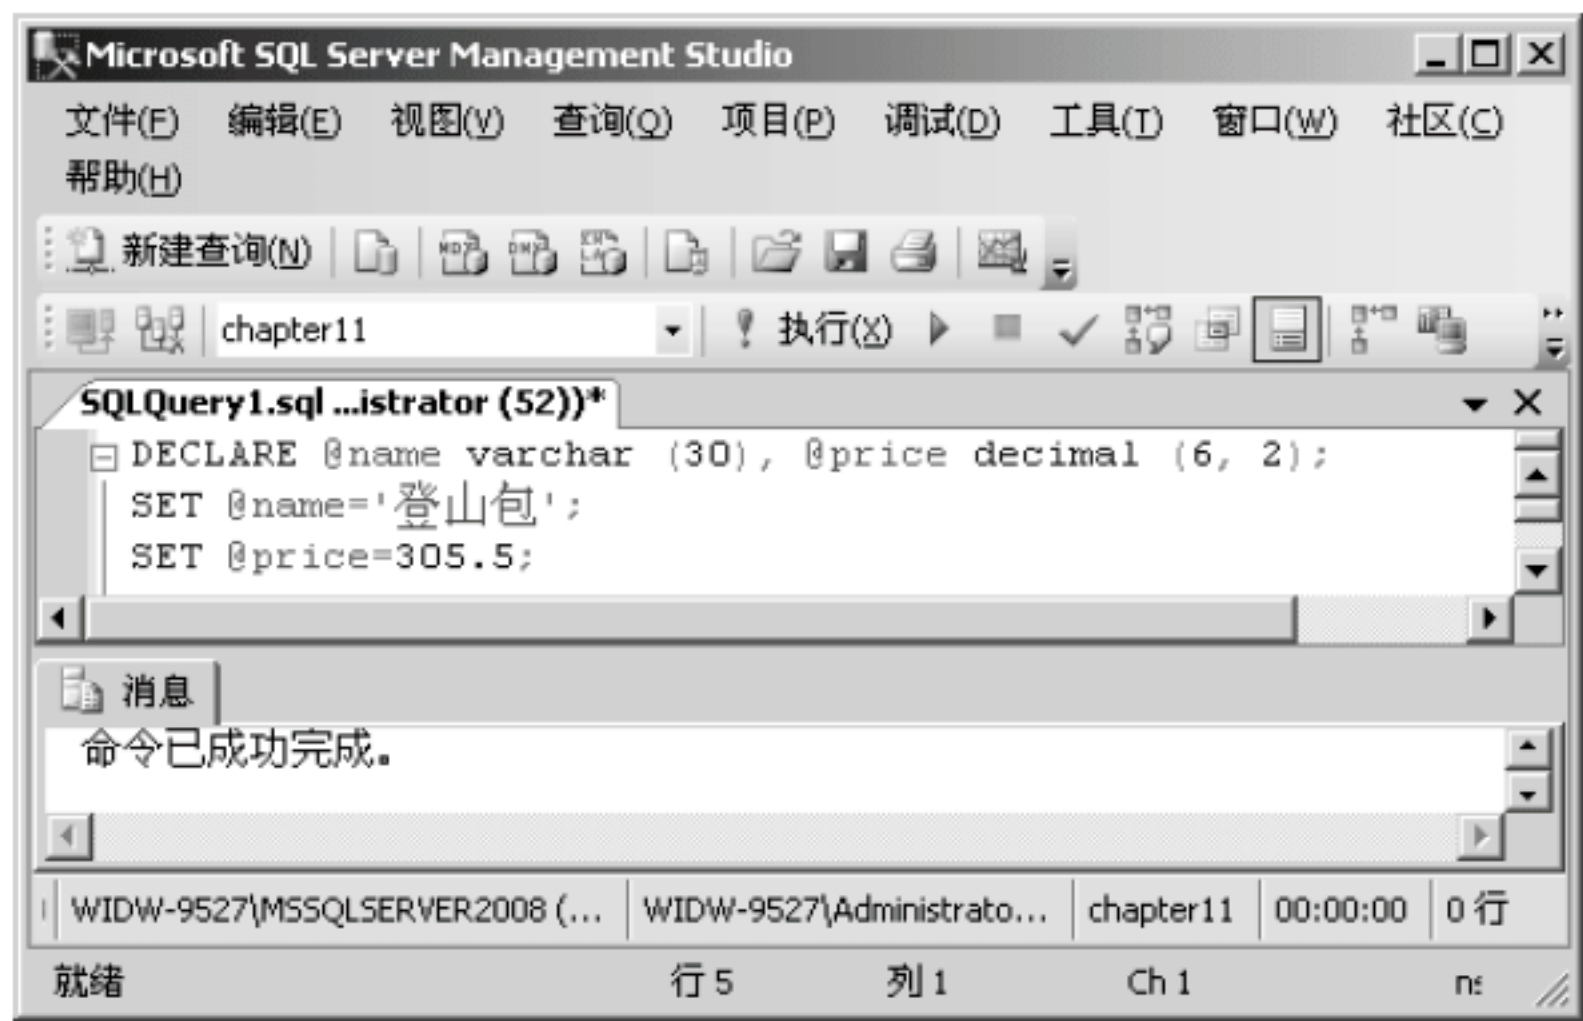 Microsoft SQL Server Management Studio
文件(F) 编辑(E) 视图(V) 查询(Q) 项目(P) 调试(D) 工具(T) 窗口(W) 社区(C)
帮助(H)
新建查询(N)
chapter11 执行(X)
SQLQuery1.sql ...istrator (52))*
DECLARE @name varchar (30), @price decimal (6, 2);
SET @name='登山包';
SET @price=305.5;
消息
命令已成功完成。
WIDW-9527\MSSQLSERVER2008 (... WIDW-9527\Administrato... chapter11 00:00:00 0 行
就绪 行 5 列 1 Ch 1